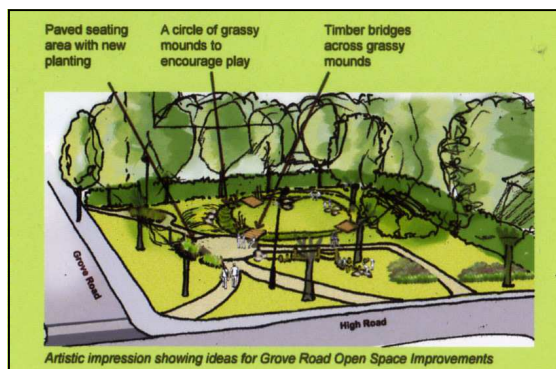 Paved seating
area with new
planting
A circle of grassy
mounds to
encourage play
Timber bridges
across grassy
mounds
Grove Road
High Road
Artistic impression showing ideas for Grove Road Open Space Improvements